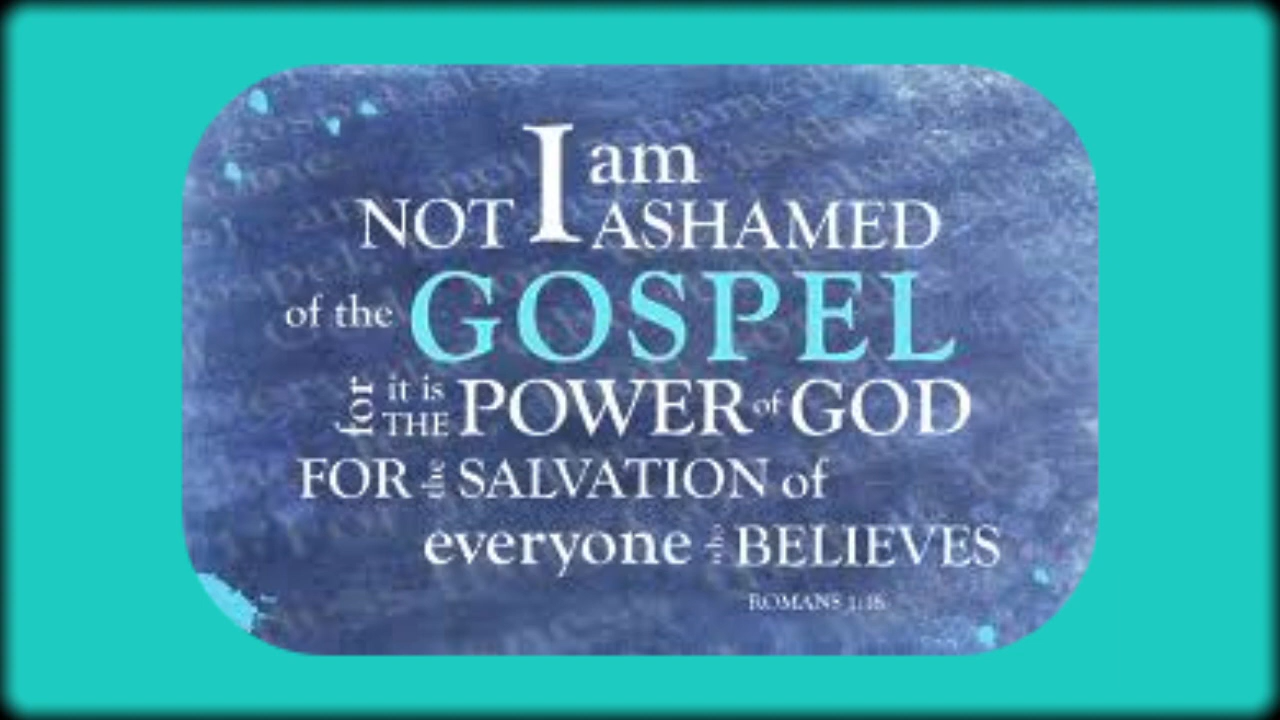 I am
NOT ASHAMED
of the GOSPEL
for it is THE POWER of GOD
FOR the SALVATION of
everyone who BELIEVES
ROMANS 1:16